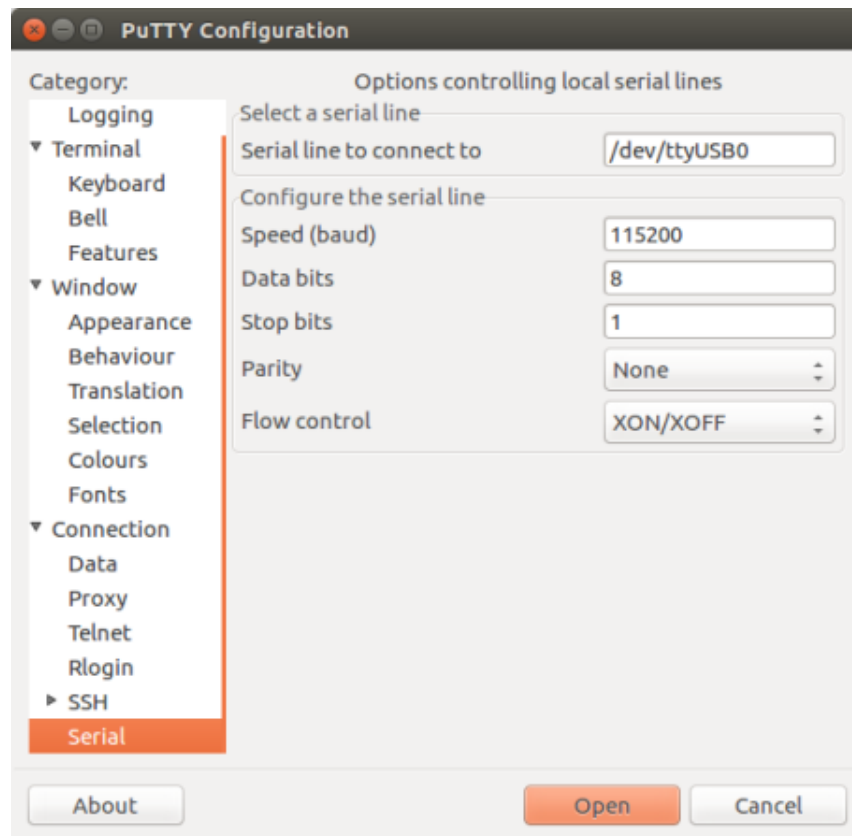 PuTTY Configuration
Category:
Logging
Terminal
Keyboard
Bell
Features
Window
Appearance
Behaviour
Translation
Selection
Colours
Fonts
Connection
Data
Proxy
Telnet
Rlogin
SSH
Serial
Options controlling local serial lines
Select a serial line
Serial line to connect to /dev/ttyUSB0
Configure the serial line
Speed (baud) 115200
Data bits 8
Stop bits 1
Parity None
Flow control XON/XOFF
About Open Cancel